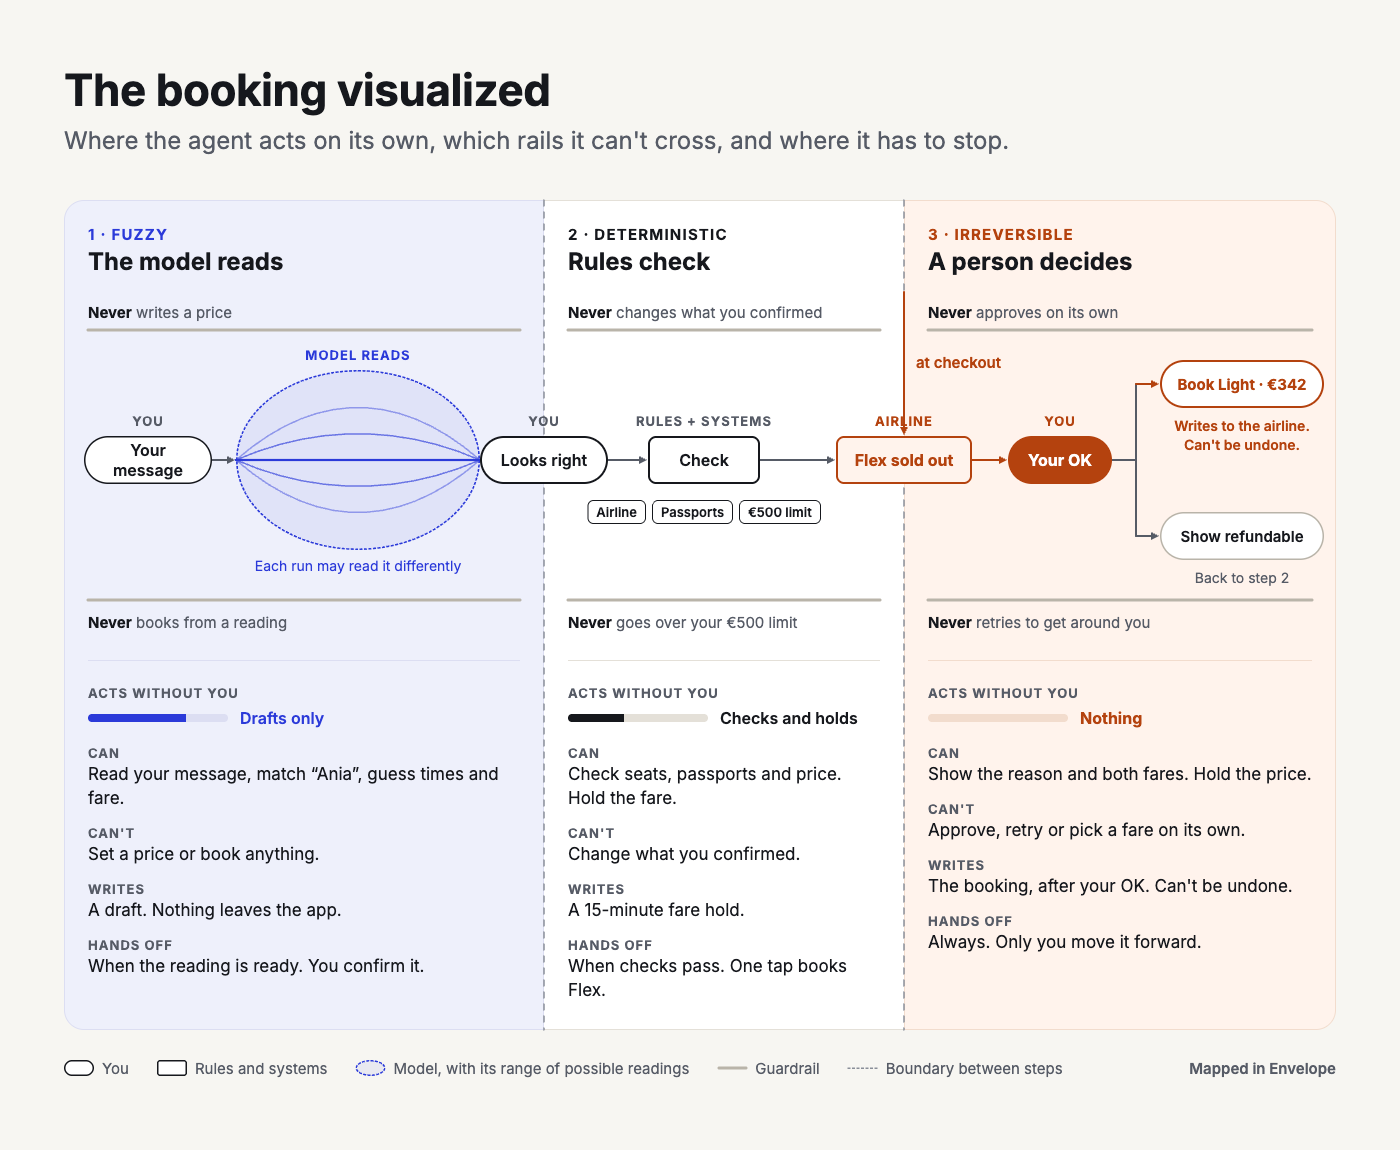 The booking visualized
Where the agent acts on its own, which rails it can't cross, and where it has to stop.
1 · FUZZY
The model reads
Never writes a price
MODEL READS
YOU
Your
message
Each run may read it differently
Never books from a reading
ACTS WITHOUT YOU
Drafts only
CAN
Read your message, match “Ania”, guess times and
fare.
CAN'T
Set a price or book anything.
WRITES
A draft. Nothing leaves the app.
HANDS OFF
When the reading is ready. You confirm it.
YOU
Looks right
2 · DETERMINISTIC
Rules check
Never changes what you confirmed
RULES + SYSTEMS
Check
Airline
Passports
€500 limit
Never goes over your €500 limit
ACTS WITHOUT YOU
Checks and holds
CAN
Check seats, passports and price.
Hold the fare.
CAN'T
Change what you confirmed.
WRITES
A 15-minute fare hold.
HANDS OFF
When checks pass. One tap books
Flex.
3 · IRREVERSIBLE
A person decides
Never approves on its own
at checkout
AIRLINE
Flex sold out
YOU
Your OK
Book Light · €342
Writes to the airline.
Can't be undone.
Show refundable
Back to step 2
Never retries to get around you
ACTS WITHOUT YOU
Nothing
CAN
Show the reason and both fares. Hold the price.
CAN'T
Approve, retry or pick a fare on its own.
WRITES
The booking, after your OK. Can't be undone.
HANDS OFF
Always. Only you move it forward.
You
Rules and systems
Model, with its range of possible readings
Guardrail
Boundary between steps
Mapped in Envelope